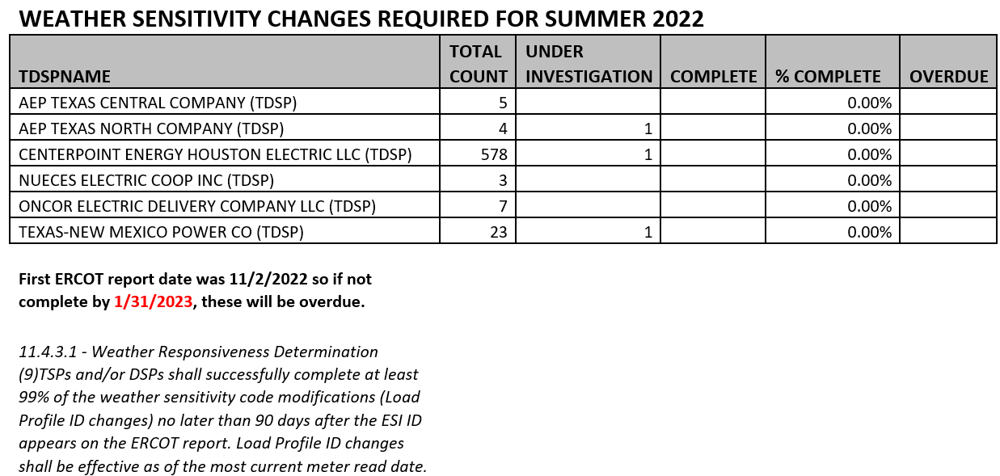 WEATHER SENSITIVITY CHANGES REQUIRED FOR SUMMER 2022
TDSPNAME TOTAL COUNT UNDER INVESTIGATION COMPLETE % COMPLETE OVERDUE
AEP TEXAS CENTRAL COMPANY (TDSP) 5 0.00%
AEP TEXAS NORTH COMPANY (TDSP) 4 1 0.00%
CENTERPOINT ENERGY HOUSTON ELECTRIC LLC (TDSP) 578 1 0.00%
NUECES ELECTRIC COOP INC (TDSP) 3 0.00%
ONCOR ELECTRIC DELIVERY COMPANY LLC (TDSP) 7 0.00%
TEXAS-NEW MEXICO POWER CO (TDSP) 23 1 0.00%
First ERCOT report date was 11/2/2022 so if not
complete by 1/31/2023, these will be overdue.
11.4.3.1 - Weather Responsiveness Determination
(9)TSPs and/or DSPs shall successfully complete at least
99% of the weather sensitivity code modifications (Load
Profile ID changes) no later than 90 days after the ESI ID
appears on the ERCOT report. Load Profile ID changes
shall be effective as of the most current meter read date.